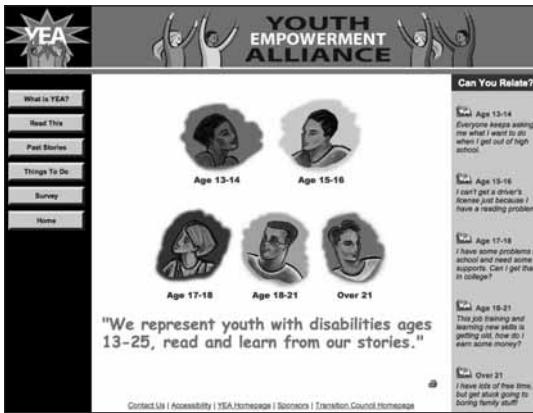 YEA
YOUTH
EMPOWERMENT
ALLIANCE
What is YEA?
Read This
Past Stories
Things To Do
Survey
Home
Age 13-14
Age 15-16
Age 17-18
Age 18-21
Over 21
"We represent youth with disabilities ages
13-25, read and learn from our stories."
Contact Us | Accessibility | YEA Homepage | Sponsors | Transition Council Homepage
Can You Relate?
Age 13-14
Everyone keeps asking
me what I want to do
when I get out of high
school.
Age 15-16
I can't get a driver's
license just because I
have a reading problem
Age 17-18
I have some problems
school and need some
supports. Can I get tha
in college?
Age 18-21
This job training and
learning new skills is
getting old, how do I
earn some money?
Over 21
I have lots of free time,
but get stuck going to
boring family stuff!